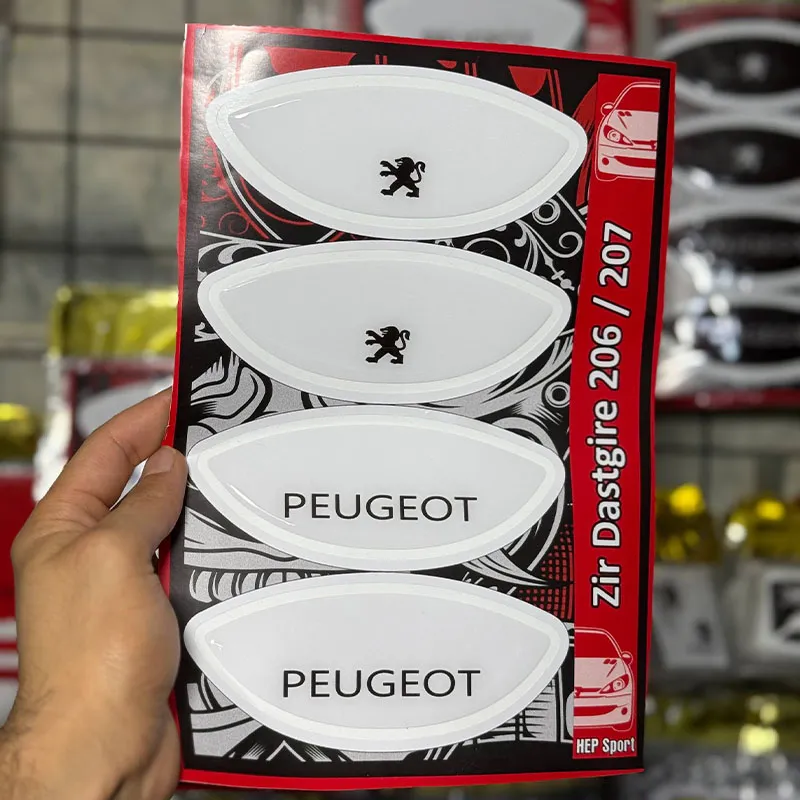 PEUGEOT
PEUGEOT
Zir Dastgire 206 / 207
HEP Sport